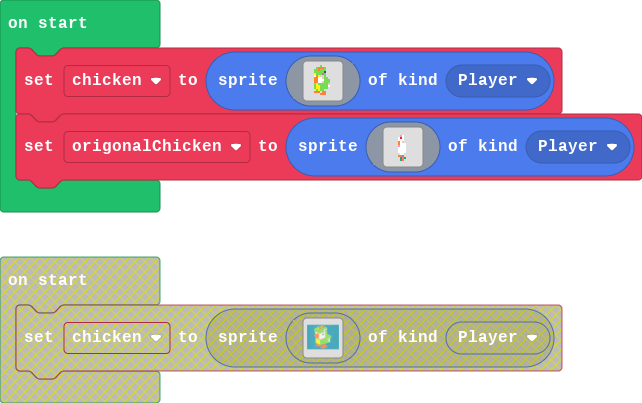 on start
set chicken to sprite of kind Player
set origonalChicken to sprite of kind Player
on start
set chicken to sprite of kind Player